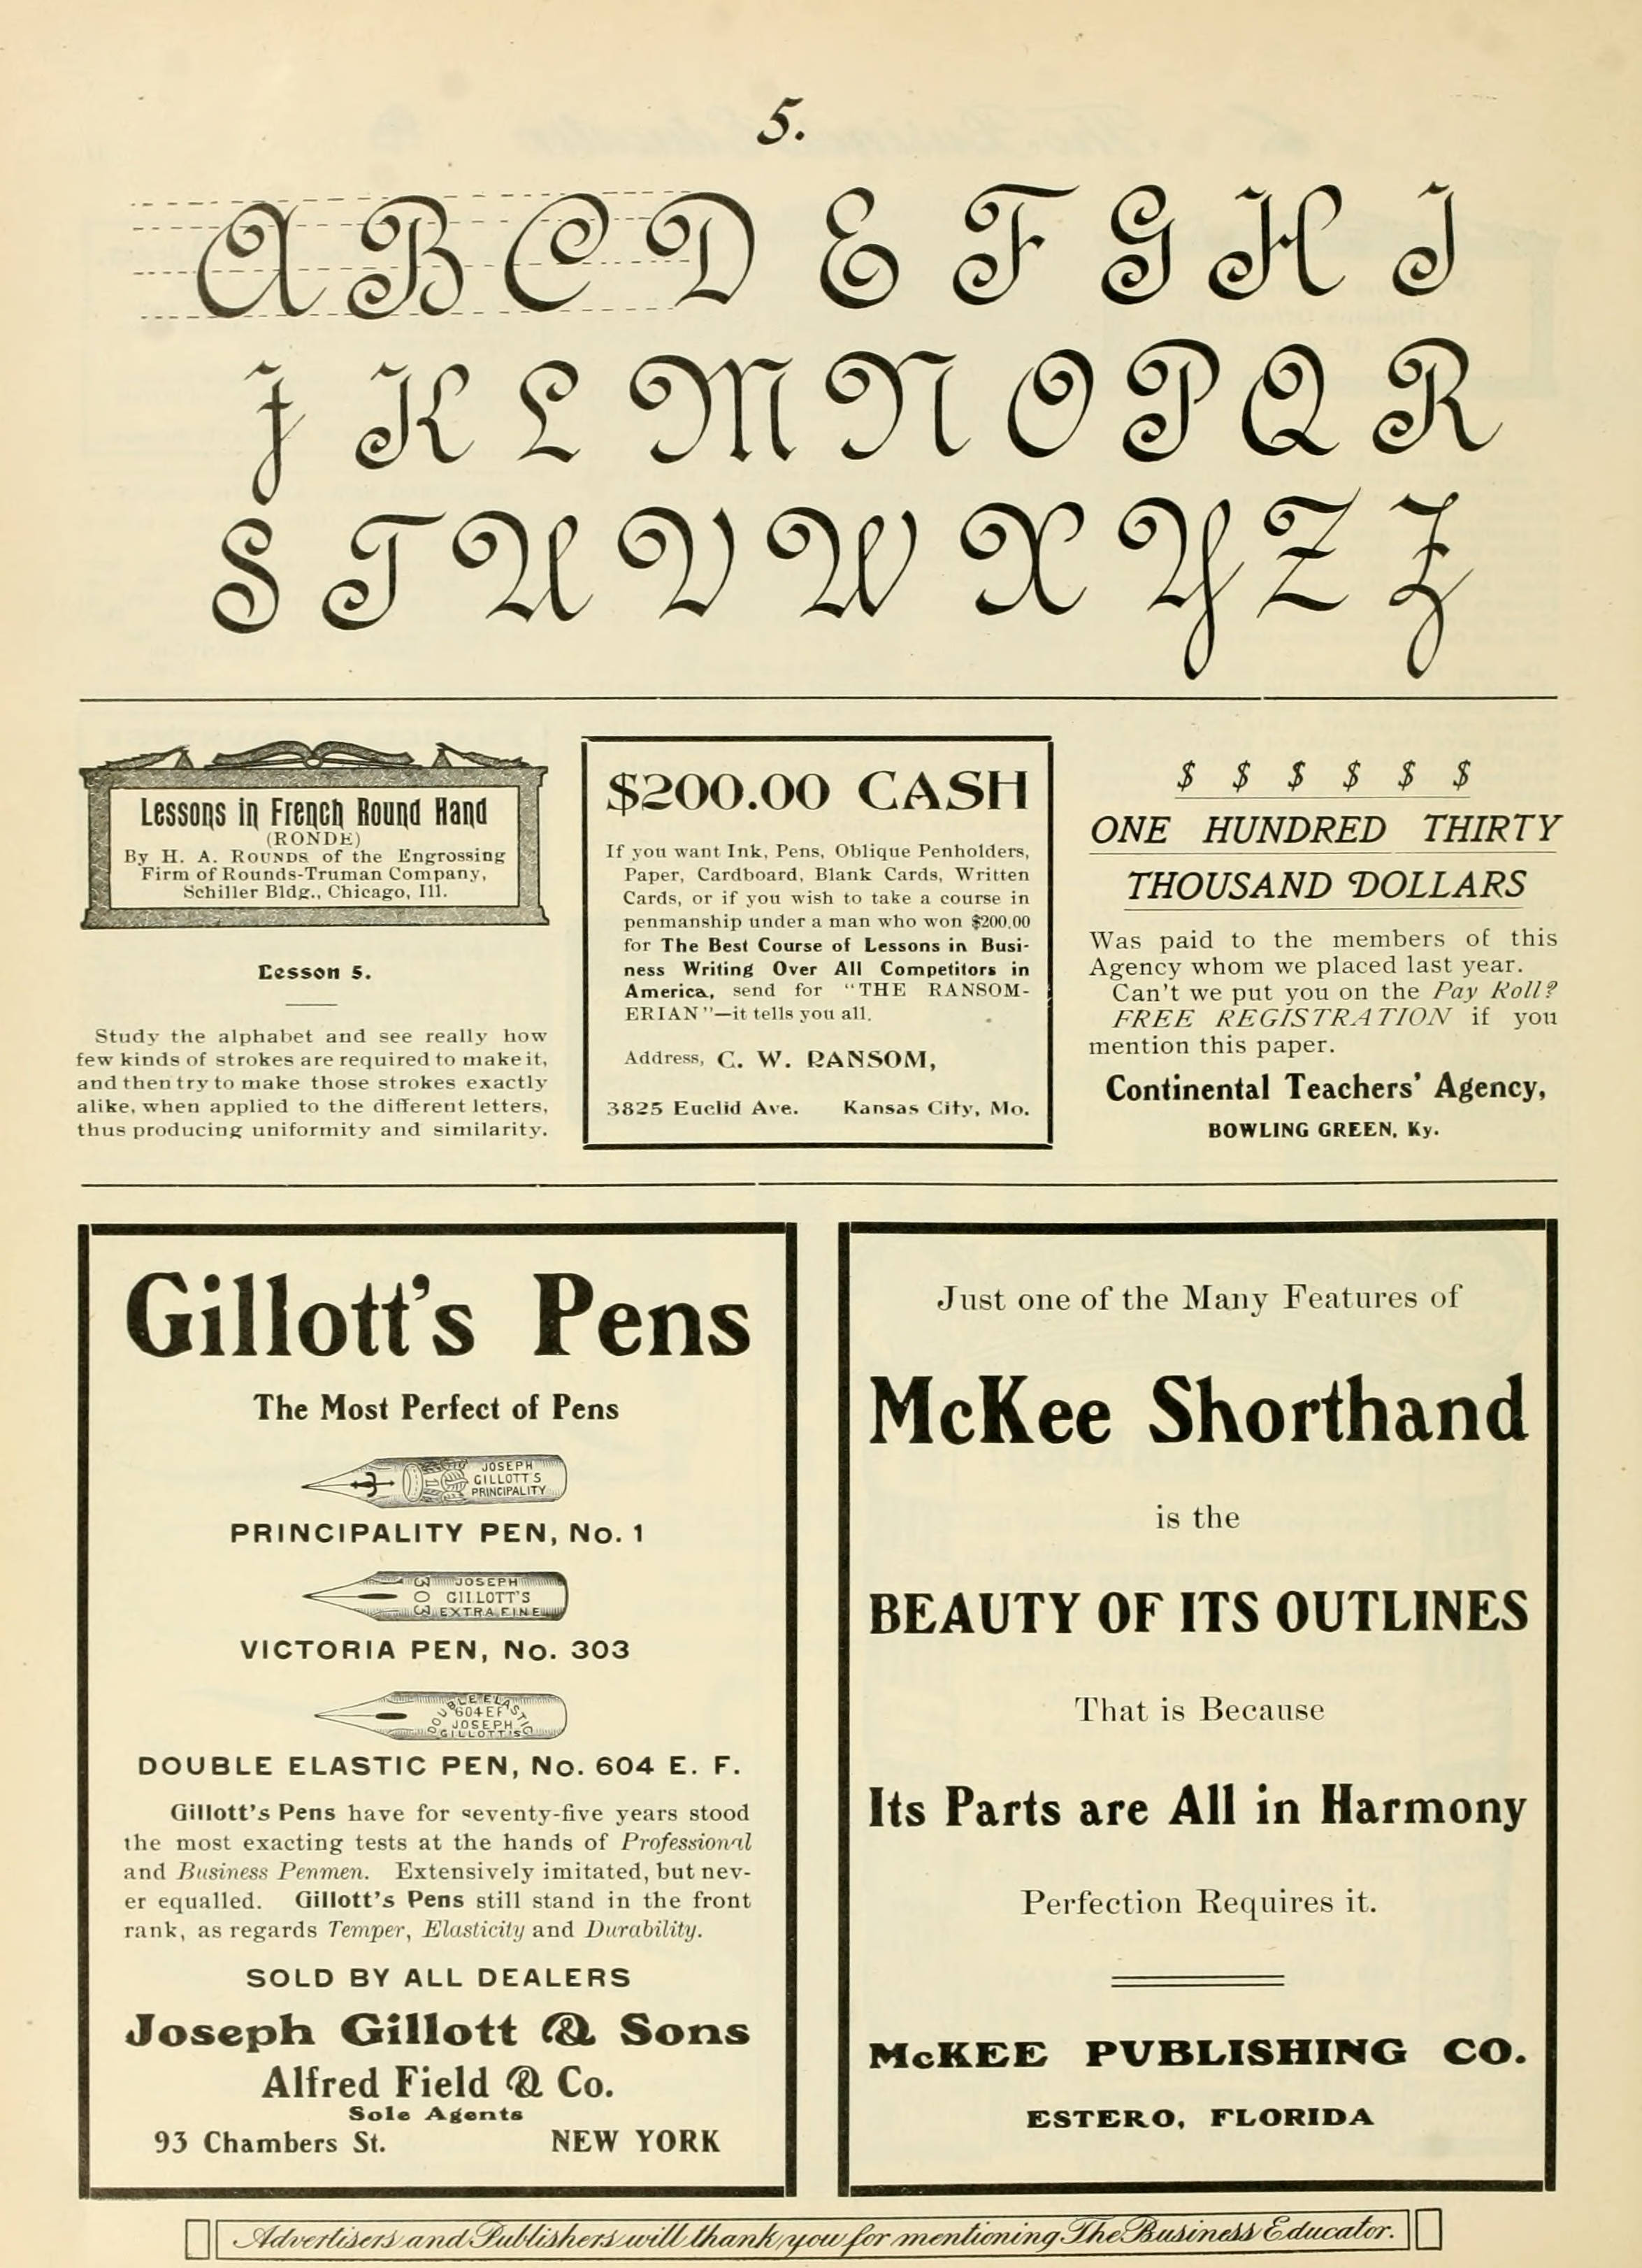 5.
A B C D E F G H I
J K L M N O P Q R
S T U V W X Y Z Z
Lessons in French Round Hand
(RONDE)
By H. A. ROUNDS of the Engrossing
Firm of Rounds-Truman Company,
Schiller Bldg., Chicago, Ill.
Lesson 5.
Study the alphabet and see really how
few kinds of strokes are required to make it,
and then try to make those strokes exactly
alike, when applied to the different letters,
thus producing uniformity and similarity.
$200.00 CASH
If you want Ink, Pens, Oblique Penholders,
Paper, Cardboard, Blank Cards, Written
Cards, or if you wish to take a course in
penmanship under a man who won $200.00
for The Best Course of Lessons in Busi-
ness Writing Over All Competitors in
America, send for "THE RANSOM-
ERIAN"—it tells you all.
Address, C. W. RANSOM,
3825 Euclid Ave. Kansas City, Mo.
$ $ $ $ $ $
ONE HUNDRED THIRTY
THOUSAND DOLLARS
Was paid to the members of this
Agency whom we placed last year.
Can't we put you on the Pay Roll?
FREE REGISTRATION if you
mention this paper.
Continental Teachers' Agency,
BOWLING GREEN, Ky.
Gillott's Pens
The Most Perfect of Pens
JOSEPH
GILLOTT'S
PRINCIPALITY
PRINCIPALITY PEN, No. 1
303
JOSEPH
GILLOTT'S
EXTRA FINE
VICTORIA PEN, No. 303
DOUBLE ELASTIC
604 EF
JOSEPH
GILLOTT'S
DOUBLE ELASTIC PEN, No. 604 E. F.
Gillott's Pens have for seventy-five years stood
the most exacting tests at the hands of Professional
and Business Penmen. Extensively imitated, but nev-
er equalled. Gillott's Pens still stand in the front
rank, as regards Temper, Elasticity and Durability.
SOLD BY ALL DEALERS
Joseph Gillott & Sons
Alfred Field & Co.
Sole Agents
93 Chambers St. NEW YORK
Just one of the Many Features of
McKee Shorthand
is the
BEAUTY OF ITS OUTLINES
That is Because
Its Parts are All in Harmony
Perfection Requires it.
McKEE PUBLISHING CO.
ESTERO, FLORIDA
Advertisers and Publishers will thank you for mentioning The Business Educator.